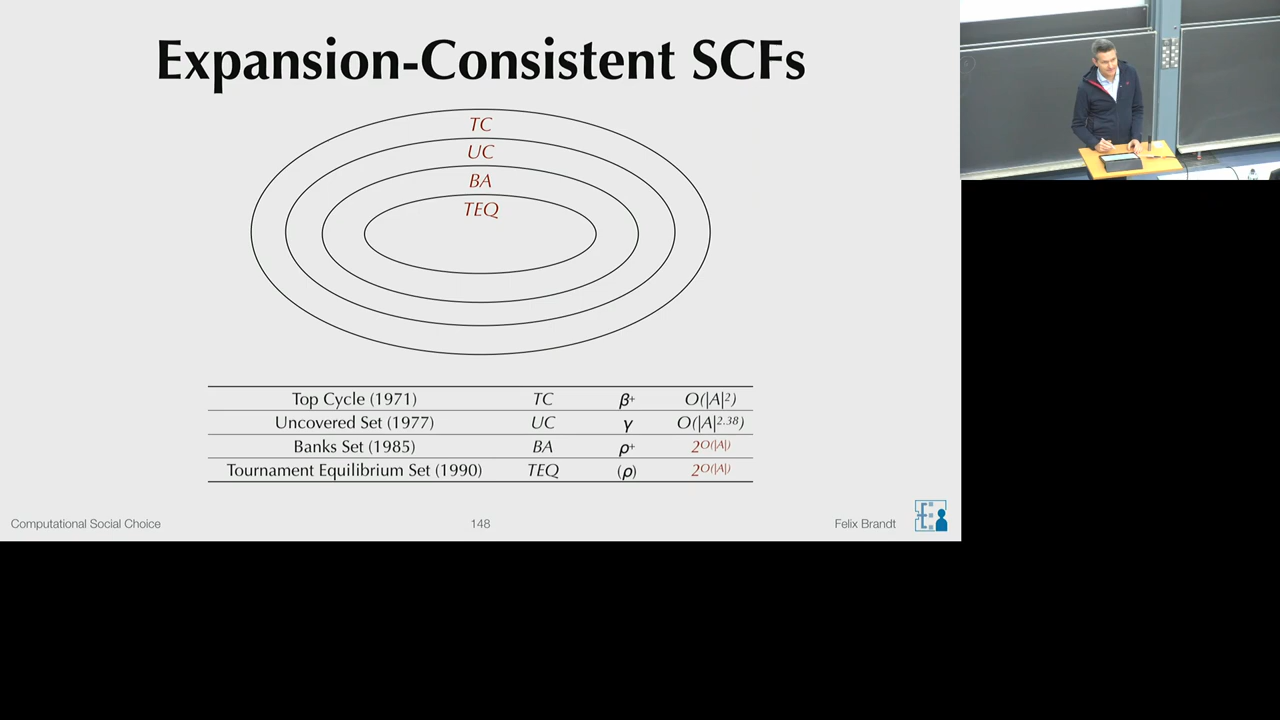 Expansion-Consistent SCFs
TC
UC
BA
TEQ
Top Cycle (1971) TC β+ O(|A|2)
Uncovered Set (1977) UC γ O(|A|2.38)
Banks Set (1985) BA ρ+ 2O(|A|)
Tournament Equilibrium Set (1990) TEQ (ρ) 2O(|A|)
Computational Social Choice 148 Felix Brandt